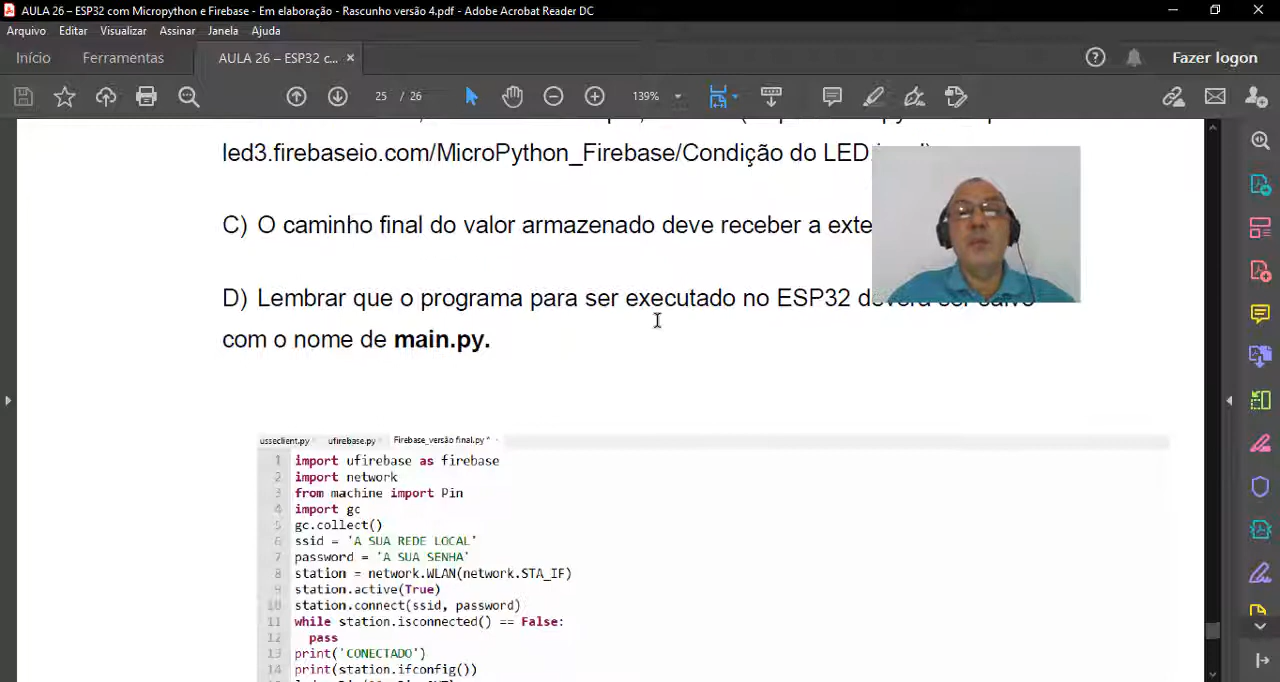 AULA 26 – ESP32 com Micropython e Firebase - Em elaboração - Rascunho versão 4.pdf - Adobe Acrobat Reader DC
Arquivo Editar Visualizar Assinar Janela Ajuda
Início Ferramentas AULA 26 – ESP32 c... × Fazer logon
25 / 26 139%
led3.firebaseio.com/MicroPython_Firebase/Condição do LED
C) O caminho final do valor armazenado deve receber a
D) Lembrar que o programa para ser executado no ESP32 deverá ser salvo
com o nome de main.py.
usseclient.py ufirebase.py Firebase_versão final.py *
1 import ufirebase as firebase
2 import network
3 from machine import Pin
4 import gc
5 gc.collect()
6 ssid = 'A SUA REDE LOCAL'
7 password = 'A SUA SENHA'
8 station = network.WLAN(network.STA_IF)
9 station.active(True)
10 station.connect(ssid, password)
11 while station.isconnected() == False:
12 pass
13 print('CONECTADO')
14 print(station.ifconfig())